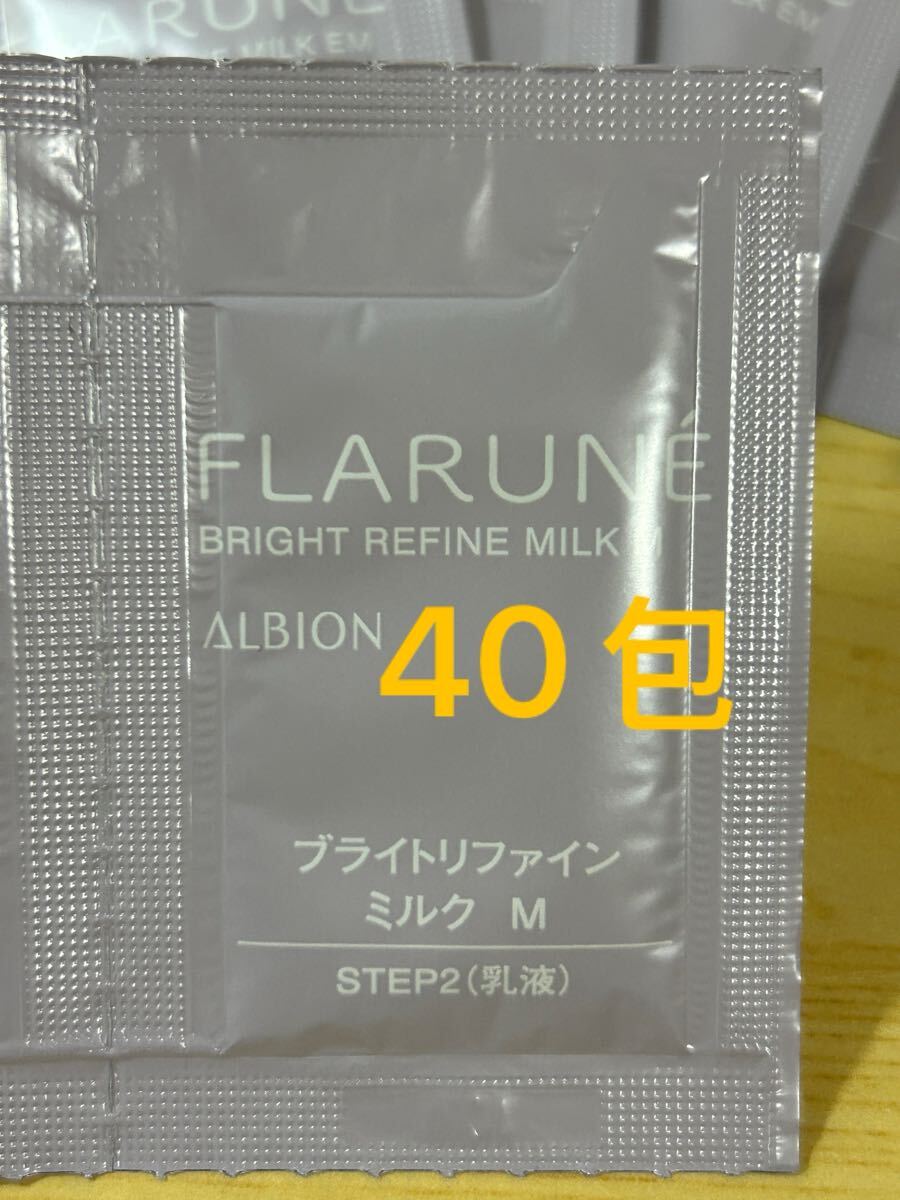 FLARUNÉ
BRIGHT REFINE MILK M
ALBION
40 包
ブライトリファイン
ミルク M
STEP2(乳液)